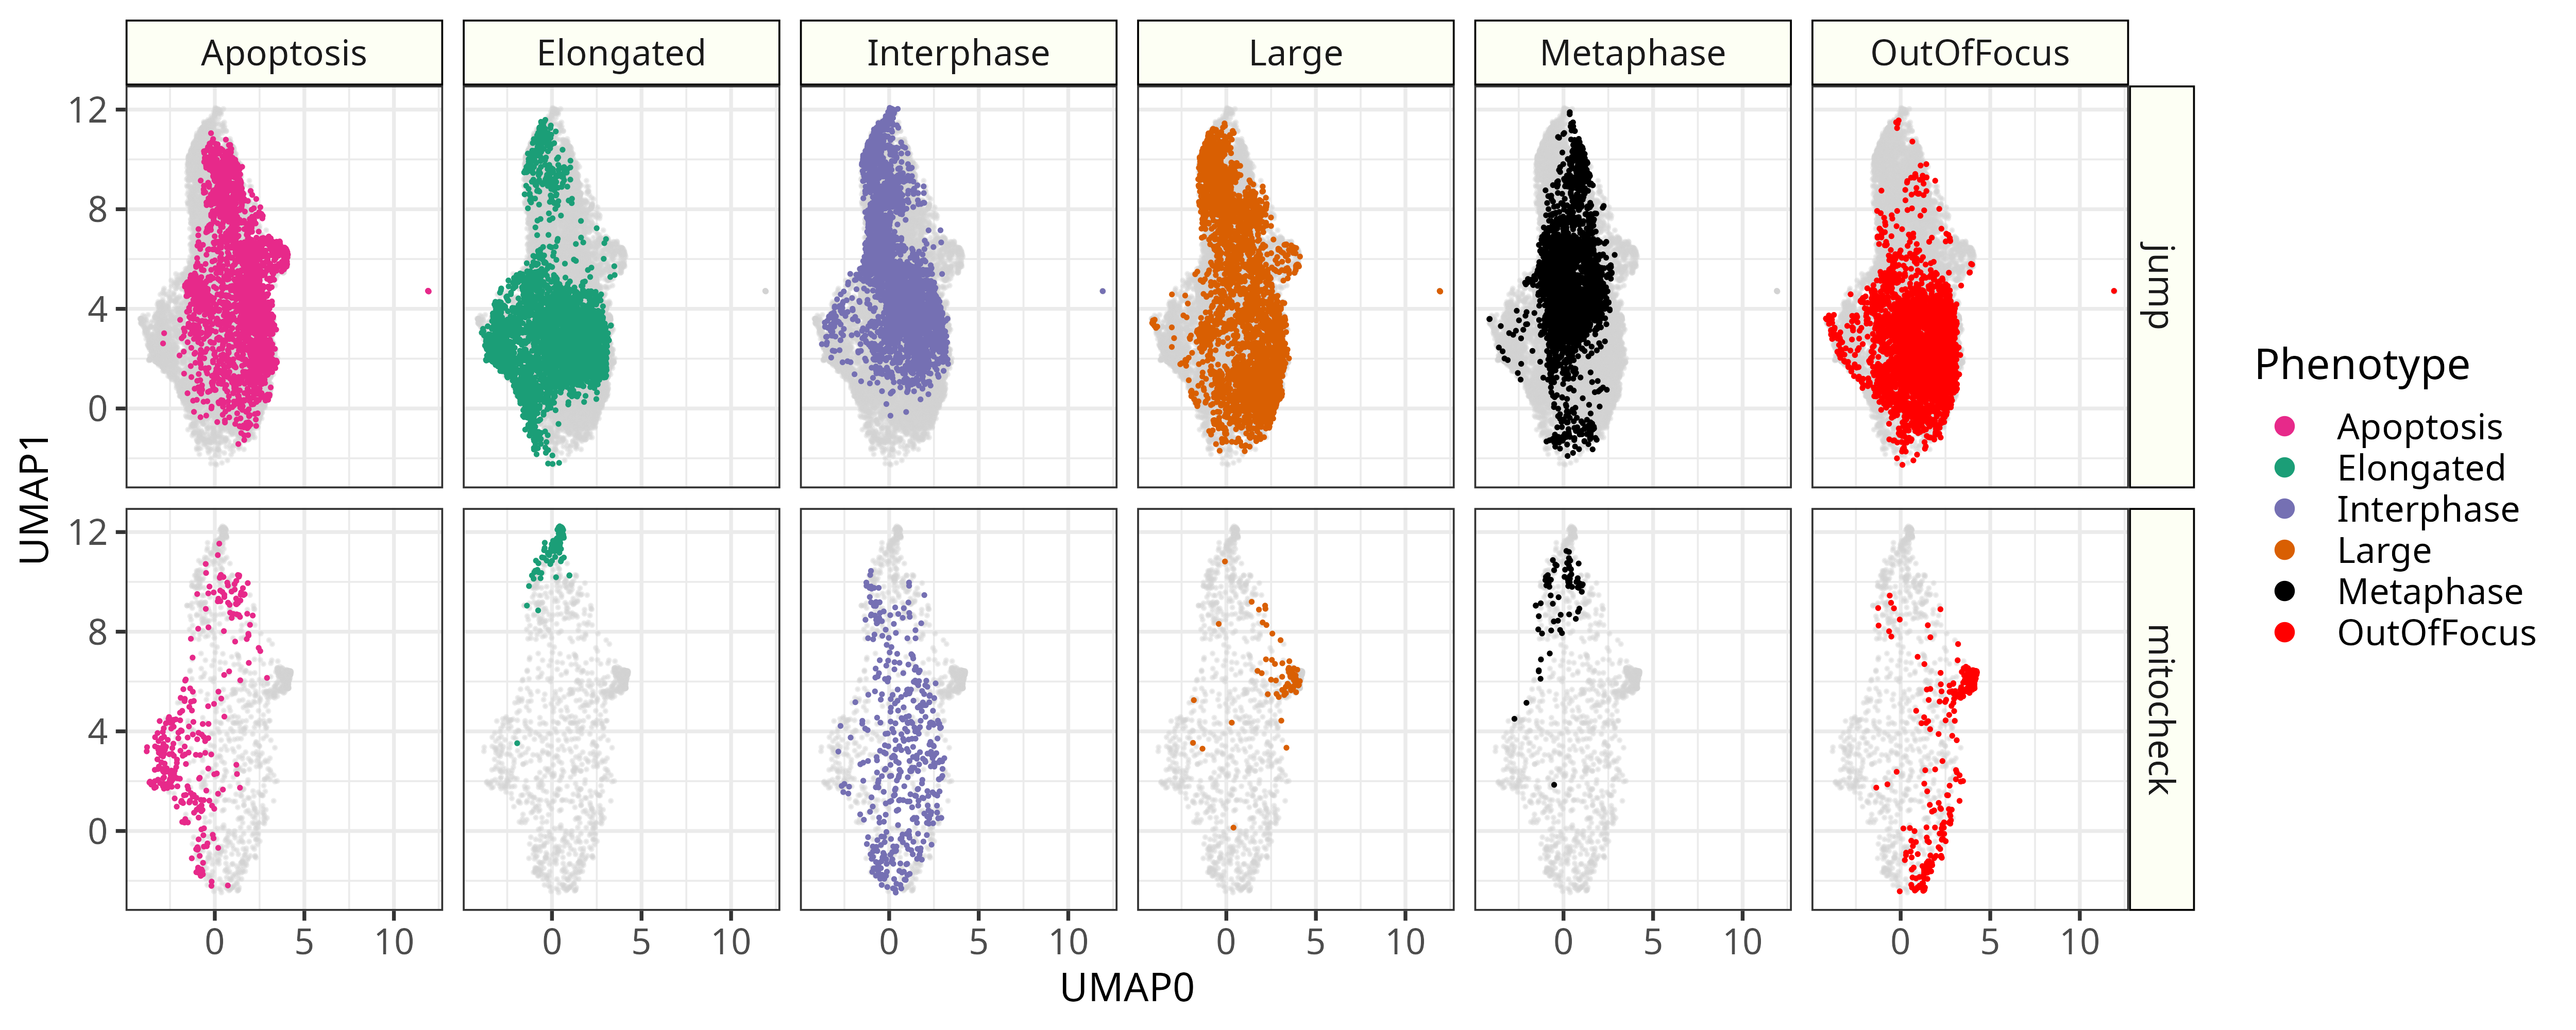 Apoptosis Elongated Interphase Large Metaphase OutOfFocus
12
8
4
0
jump
12
8
4
0
mitocheck
0 5 10 0 5 10 0 5 10 0 5 10 0 5 10 0 5 10
UMAP0
UMAP1
Phenotype
Apoptosis
Elongated
Interphase
Large
Metaphase
OutOfFocus